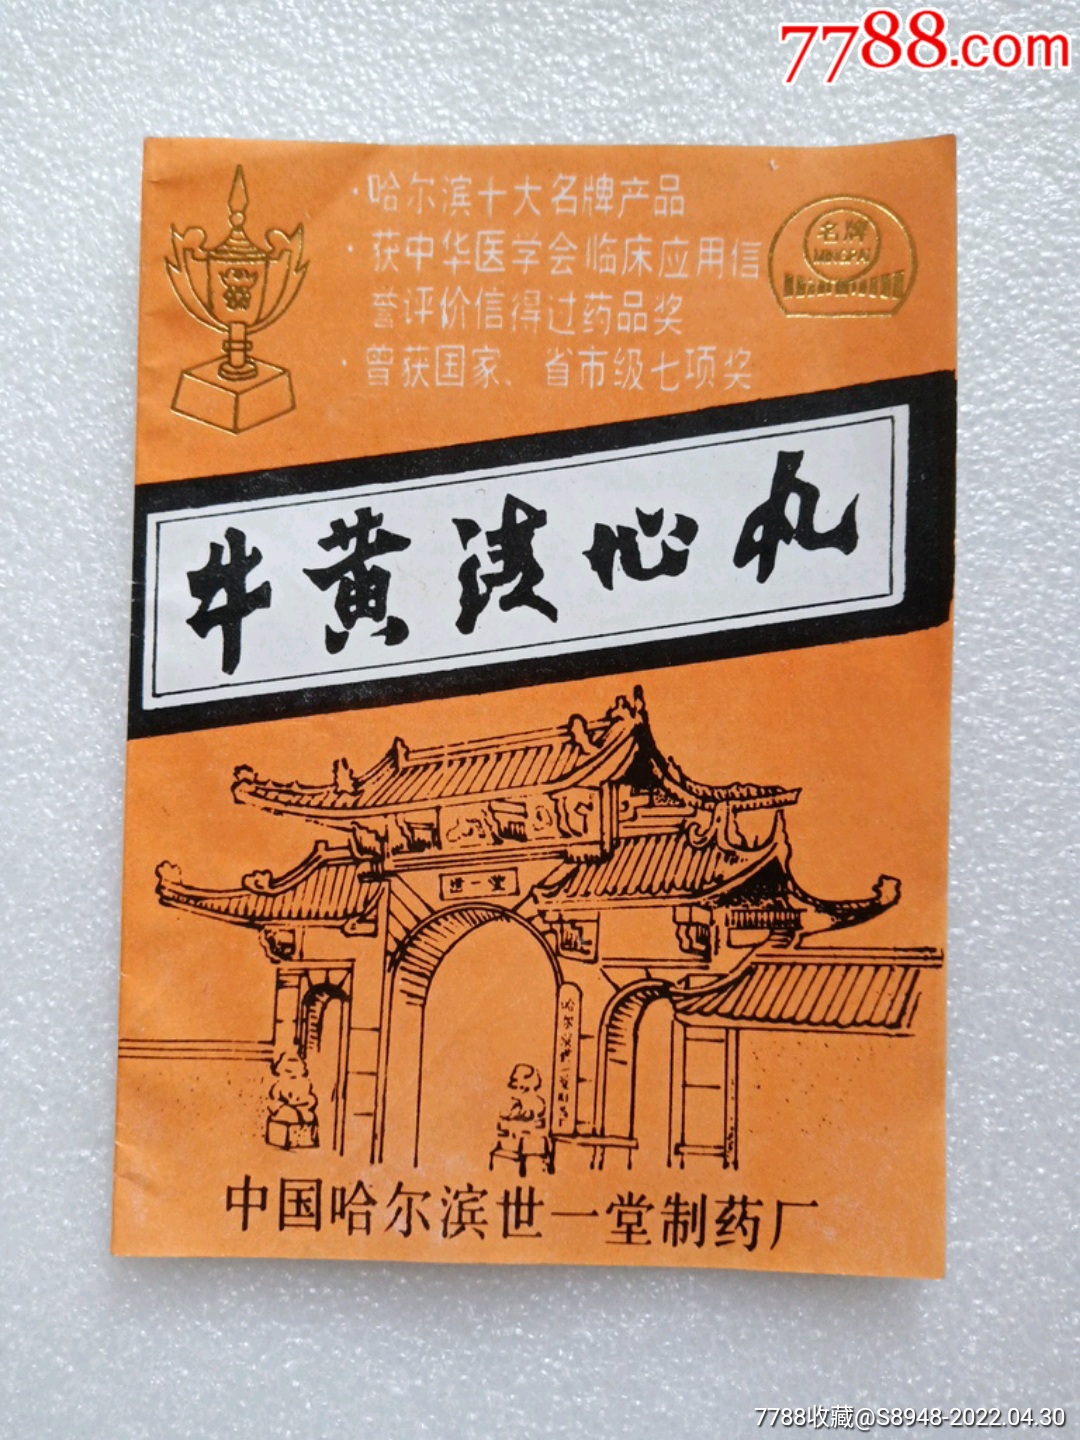 7788.com
·哈尔滨十大名牌产品
·获中华医学会临床应用信
誉评价信得过药品奖
·曾获国家、省市级七项奖
名牌
MINGPAI
牛黄清心丸
世一堂
中国哈尔滨世一堂制药厂
7788收藏@S8948-2022.04.30